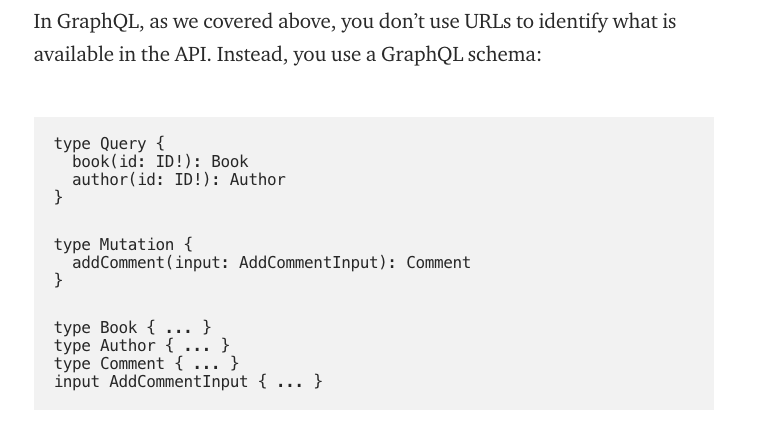 In GraphQL, as we covered above, you don’t use URLs to identify what is
available in the API. Instead, you use a GraphQL schema:
type Query {
  book(id: ID!): Book
  author(id: ID!): Author
}
type Mutation {
  addComment(input: AddCommentInput): Comment
}
type Book { ... }
type Author { ... }
type Comment { ... }
input AddCommentInput { ... }